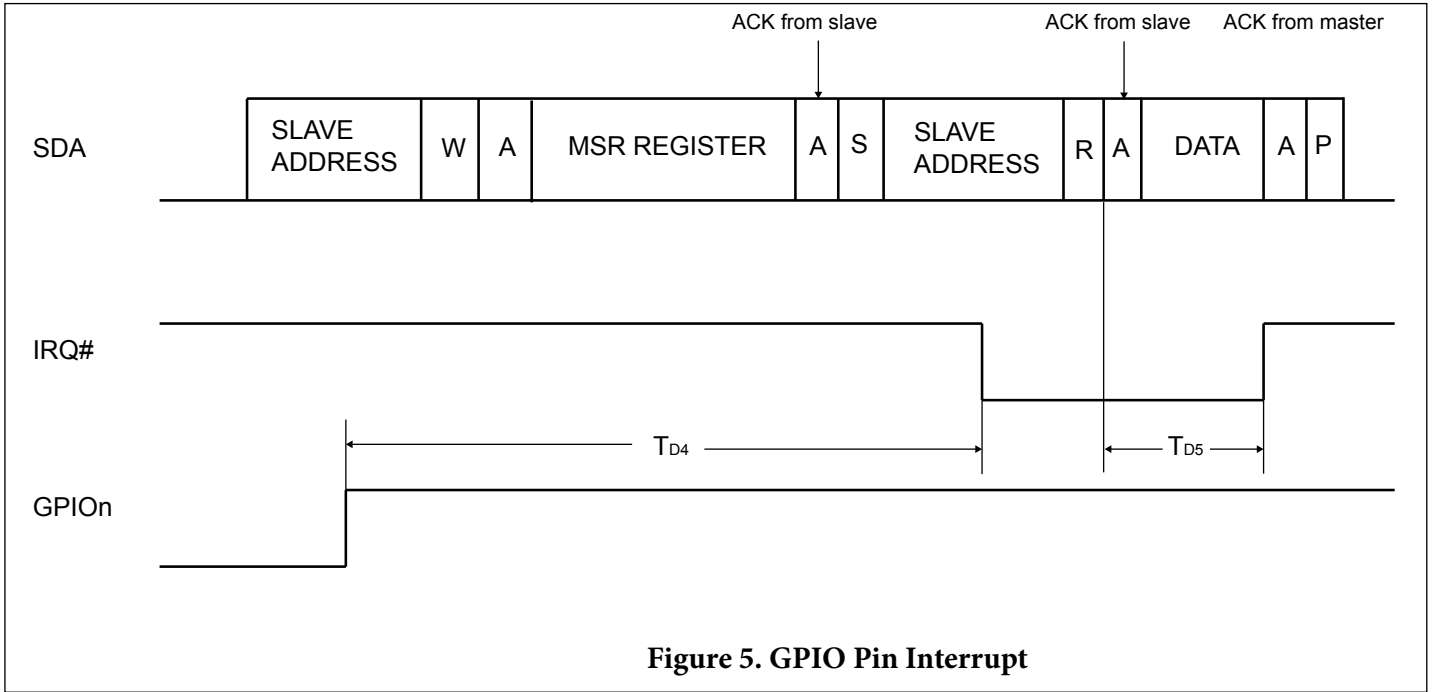 ACK from slave ACK from slave ACK from master
SDA
SLAVE
ADDRESS
W
A
MSR REGISTER
A
S
SLAVE
ADDRESS
R
A
DATA
A
P
IRQ#
TD4
TD5
GPIOn
Figure 5. GPIO Pin Interrupt